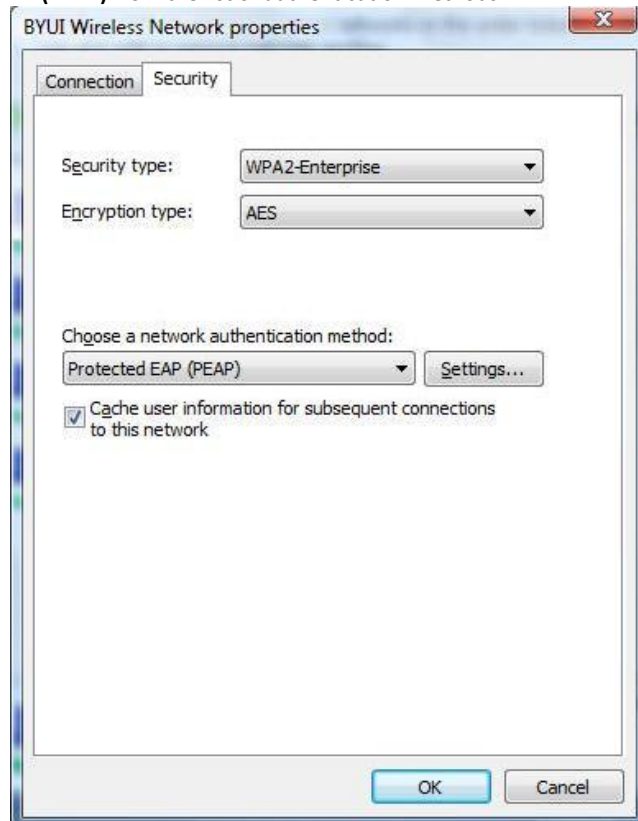 BYUI Wireless Network properties
Connection Security
Security type: WPA2-Enterprise
Encryption type: AES
Choose a network authentication method:
Protected EAP (PEAP) Settings...
Cache user information for subsequent connections
to this network
OK Cancel